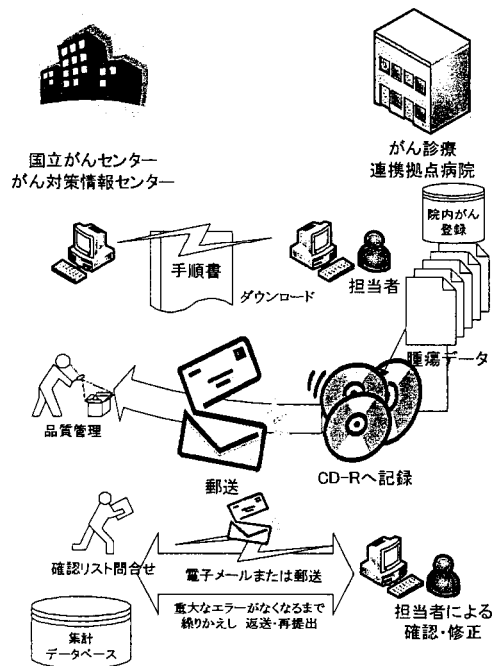 国立がんセンター
がん対策情報センター
がん診療
連携拠点病院
院内がん
登録
手順書
ダウンロード
担当者
腫瘍データ
品質管理
郵送
CD-Rへ記録
確認リスト問合せ
電子メールまたは郵送
重大なエラーがなくなるまで
繰りかえし 返送・再提出
担当者による
確認・修正
集計
データベース